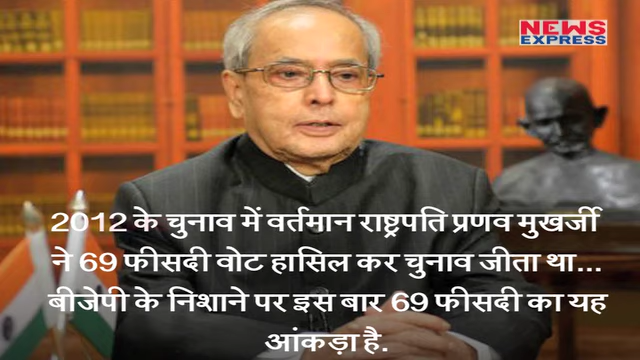 NEWS
EXPRESS
2012 के चुनाव में वर्तमान राष्ट्रपति प्रणव मुखर्जी
ने 69 फीसदी वोट हासिल कर चुनाव जीता था...
बीजेपी के निशाने पर इस बार 69 फीसदी का यह
आंकड़ा है.